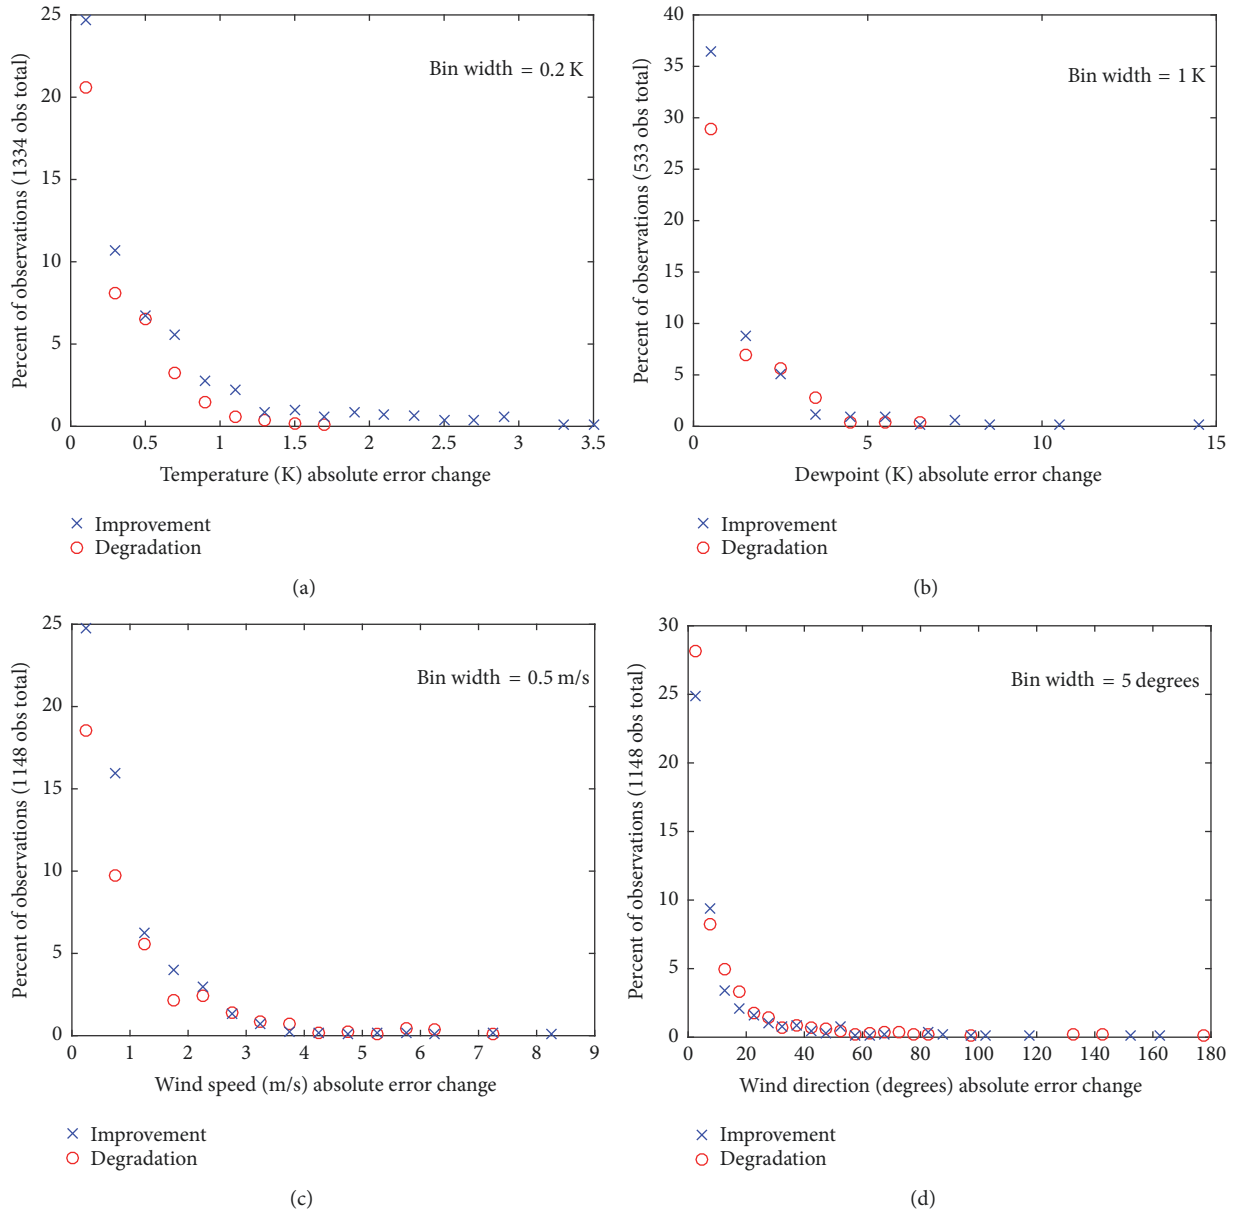 25
20
15
10
5
0
Percent of observations (1334 obs total)
Bin width = 0.2 K
0 0.5 1 1.5 2 2.5 3 3.5
Temperature (K) absolute error change
Improvement
Degradation
(a)
40
35
30
25
20
15
10
5
0
Percent of observations (533 obs total)
Bin width = 1 K
0 5 10 15
Dewpoint (K) absolute error change
Improvement
Degradation
(b)
25
20
15
10
5
0
Percent of observations (1148 obs total)
Bin width = 0.5 m/s
0 1 2 3 4 5 6 7 8 9
Wind speed (m/s) absolute error change
Improvement
Degradation
(c)
30
25
20
15
10
5
0
Percent of observations (1148 obs total)
Bin width = 5 degrees
0 20 40 60 80 100 120 140 160 180
Wind direction (degrees) absolute error change
Improvement
Degradation
(d)